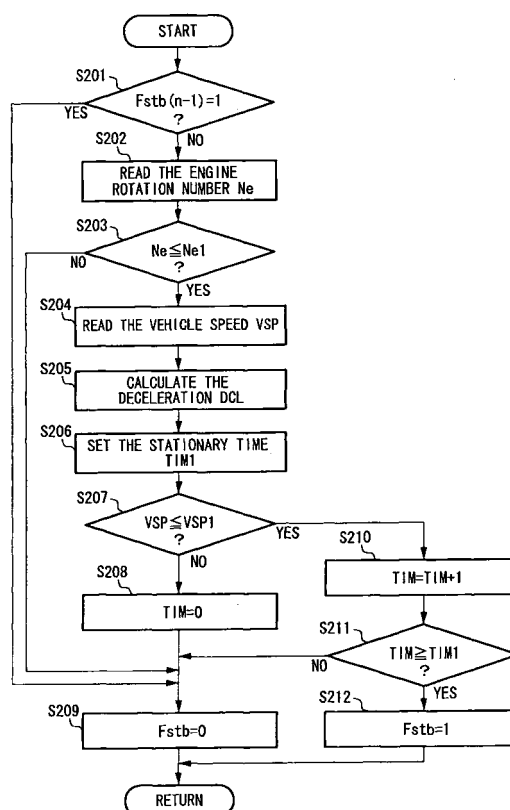 START
S201
Fstb(n-1)=1
?
YES
NO
S202
READ THE ENGINE
ROTATION NUMBER Ne
S203
Ne≦Ne1
?
NO
YES
S204
READ THE VEHICLE SPEED VSP
S205
CALCULATE THE
DECELERATION DCL
S206
SET THE STATIONARY TIME
TIM1
S207
VSP≦VSP1
?
YES
NO
S210
TIM=TIM+1
S208
TIM=0
S211
TIM≧TIM1
?
NO
YES
S209
Fstb=0
S212
Fstb=1
RETURN